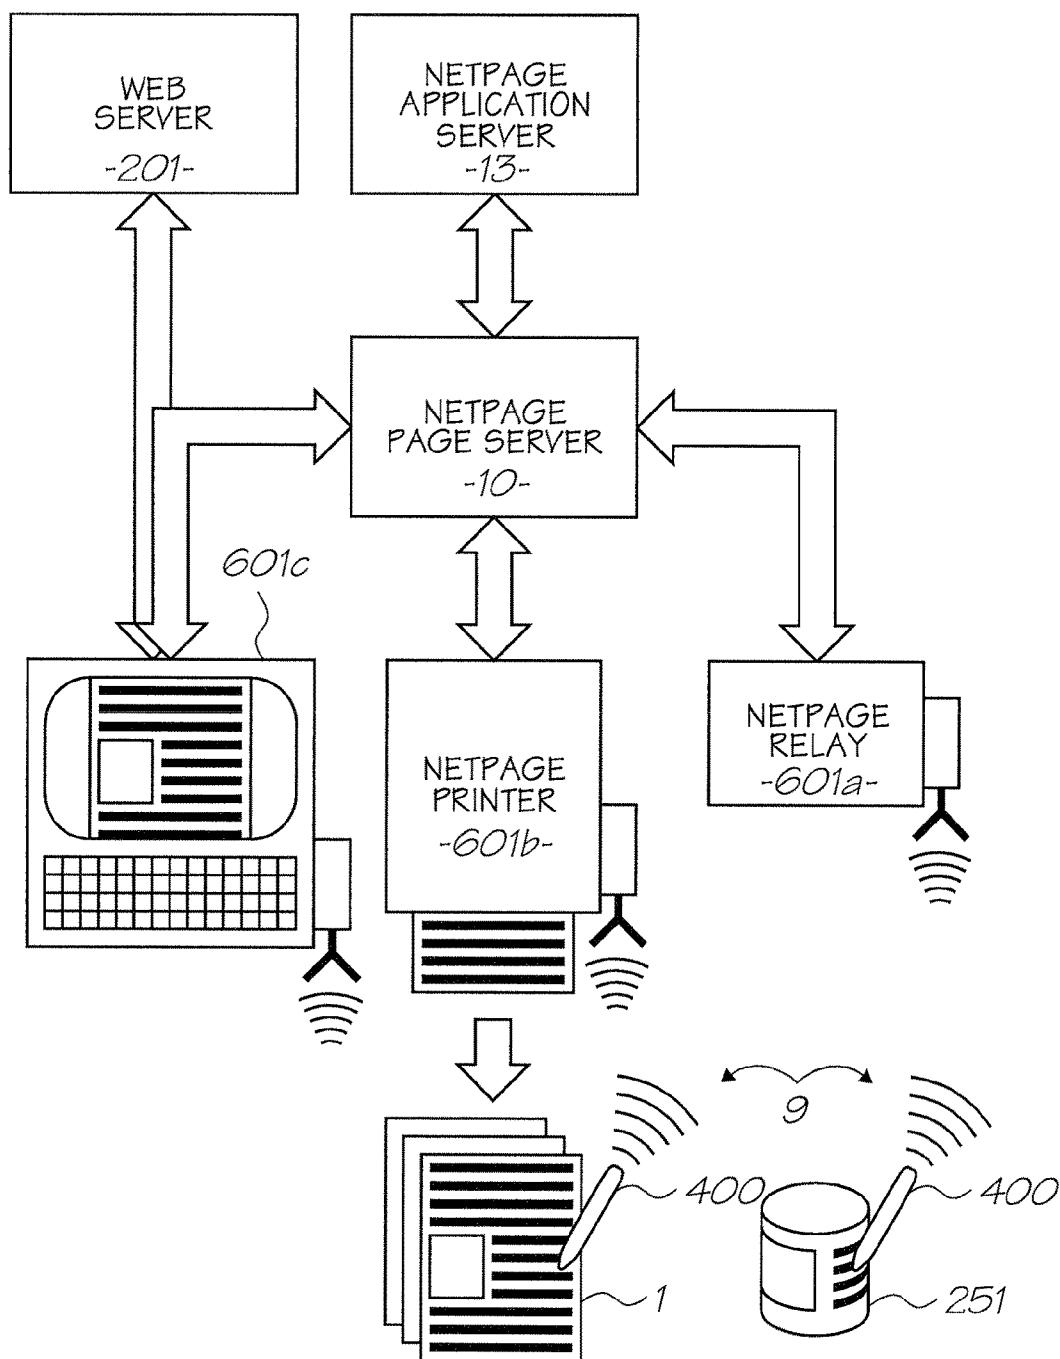 WEB
SERVER
-201-
NETPAGE
APPLICATION
SERVER
-13-
NETPAGE
PAGE SERVER
-10-
601c
NETPAGE
PRINTER
-601b-
NETPAGE
RELAY
-601a-
9
400
400
1
251